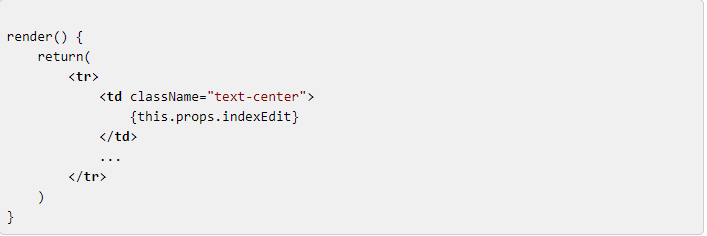 render() {
    return(
        <tr>
            <td className="text-center">
                {this.props.indexEdit}
            </td>
            ...
        </tr>
    )
}